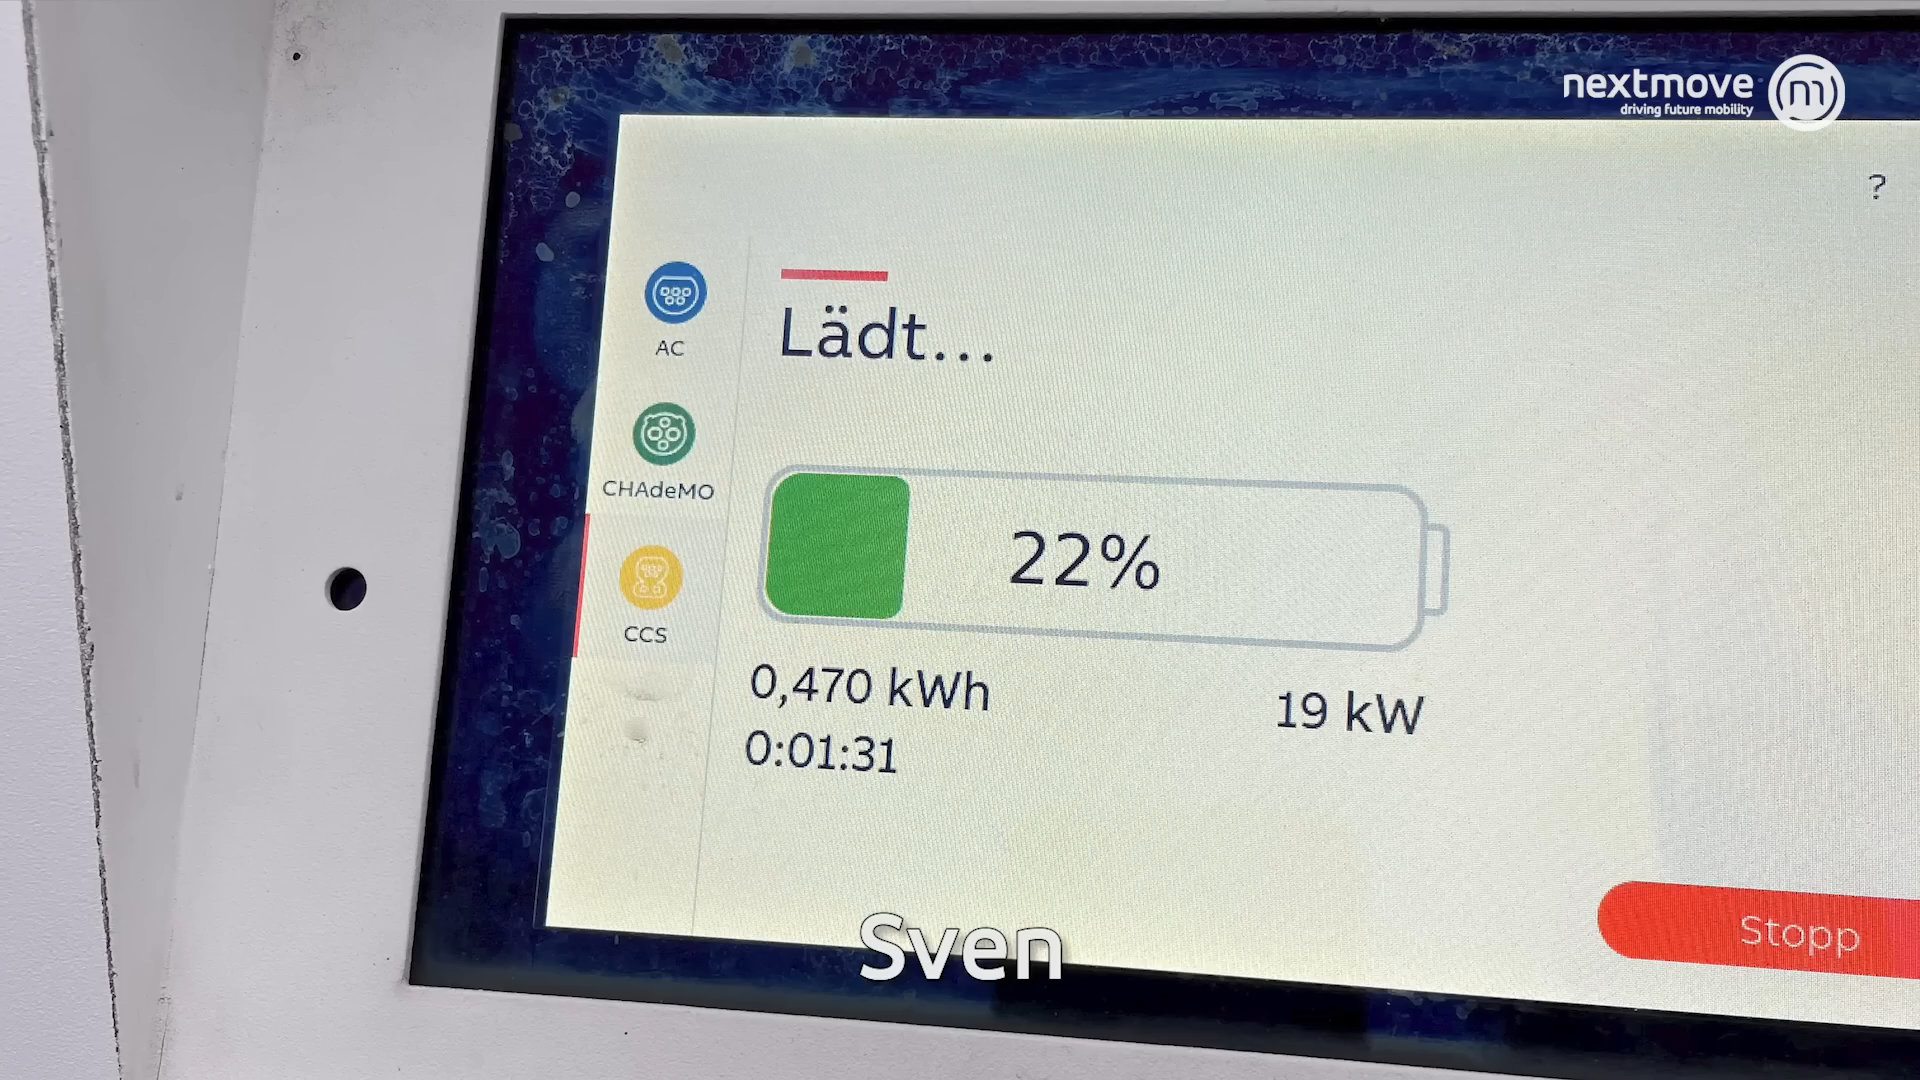 nextmove
driving future mobility
?
AC
CHAdeMO
CCS
Lädt...
22%
0,470 kWh
19 kW
0:01:31
Stopp
Sven